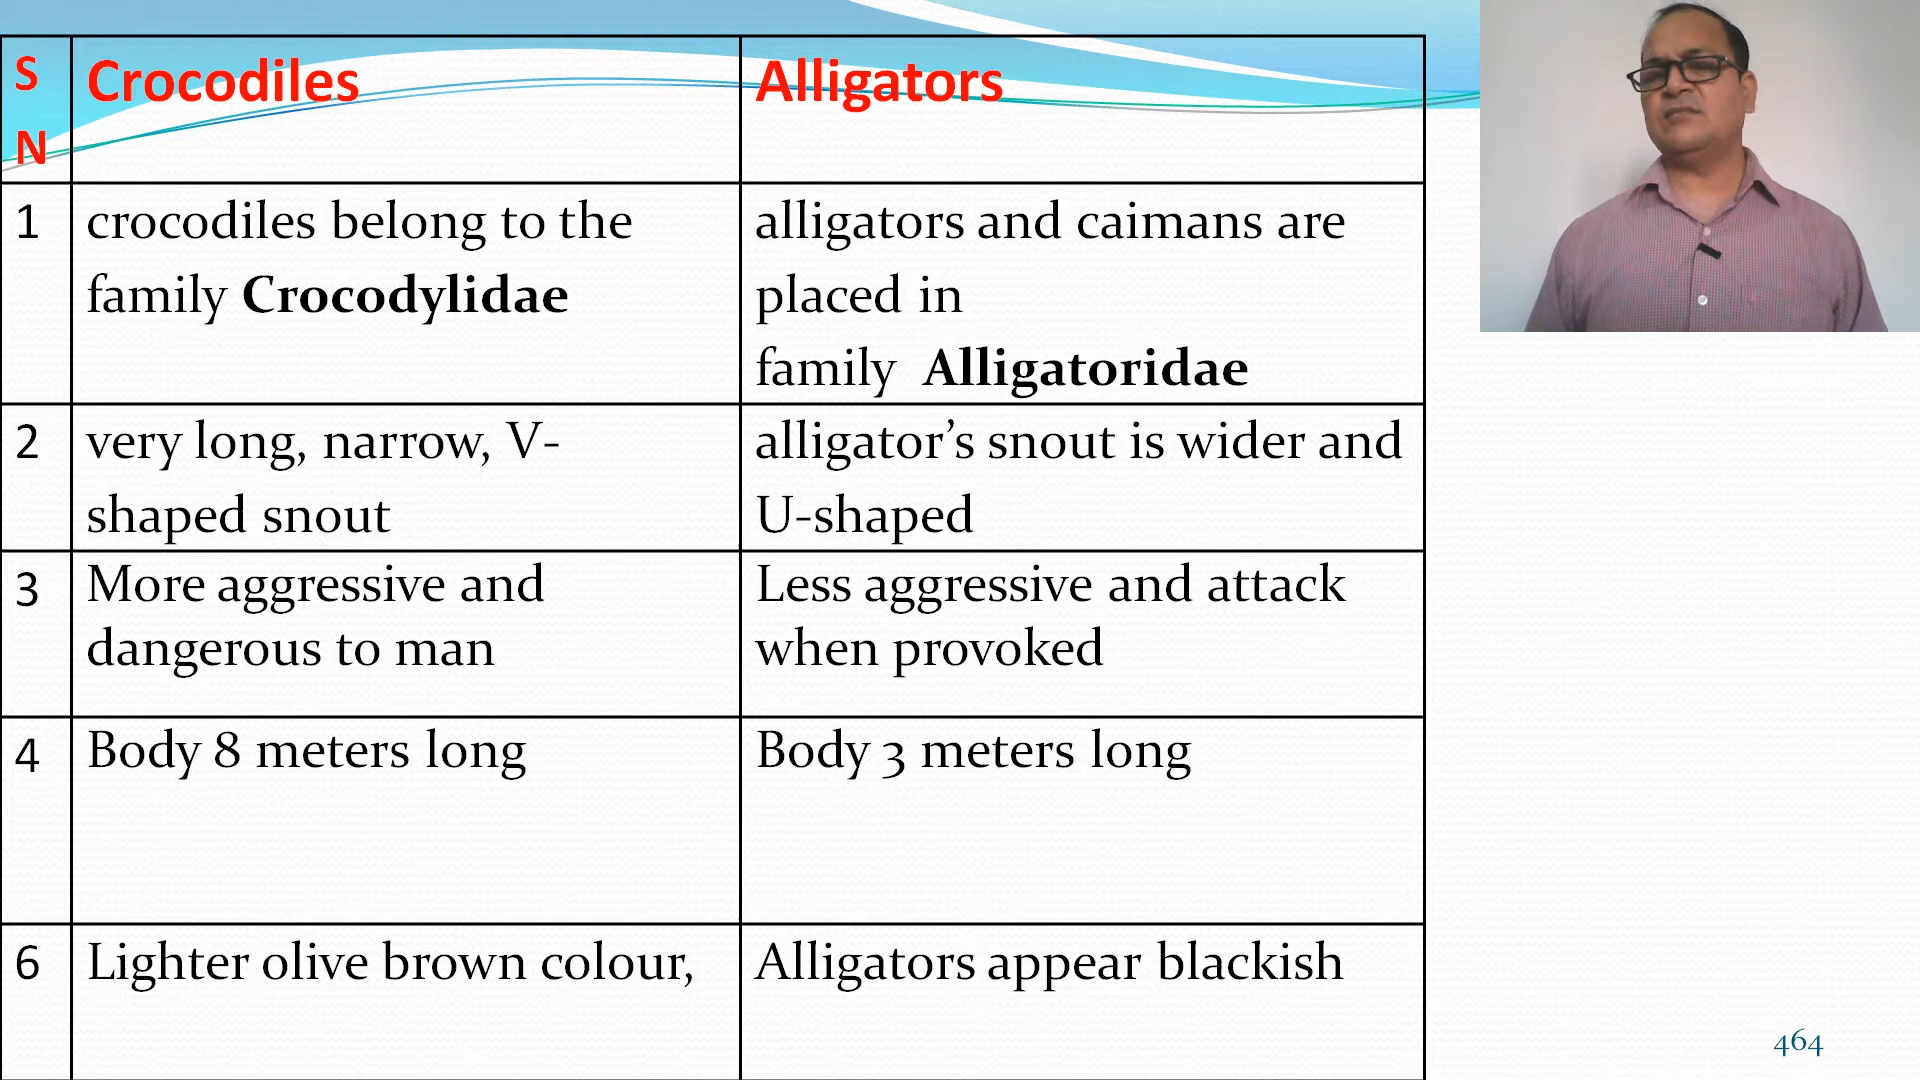 S
N
Crocodiles
Alligators
1
crocodiles belong to the
family Crocodylidae
alligators and caimans are
placed in
family Alligatoridae
2
very long, narrow, V-
shaped snout
alligator’s snout is wider and
U-shaped
3
More aggressive and
dangerous to man
Less aggressive and attack
when provoked
4
Body 8 meters long
Body 3 meters long
6
Lighter olive brown colour,
Alligators appear blackish
464